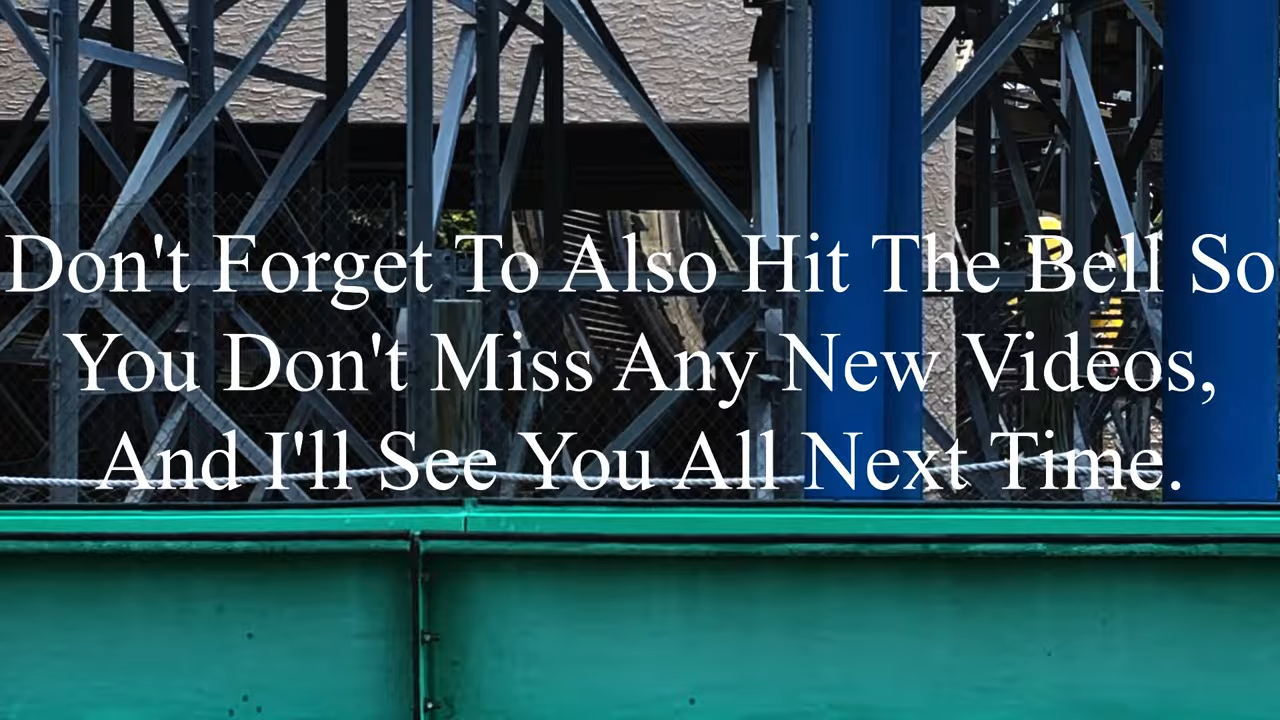 Don't Forget To Also Hit The Bell So
You Don't Miss Any New Videos,
And I'll See You All Next Time.